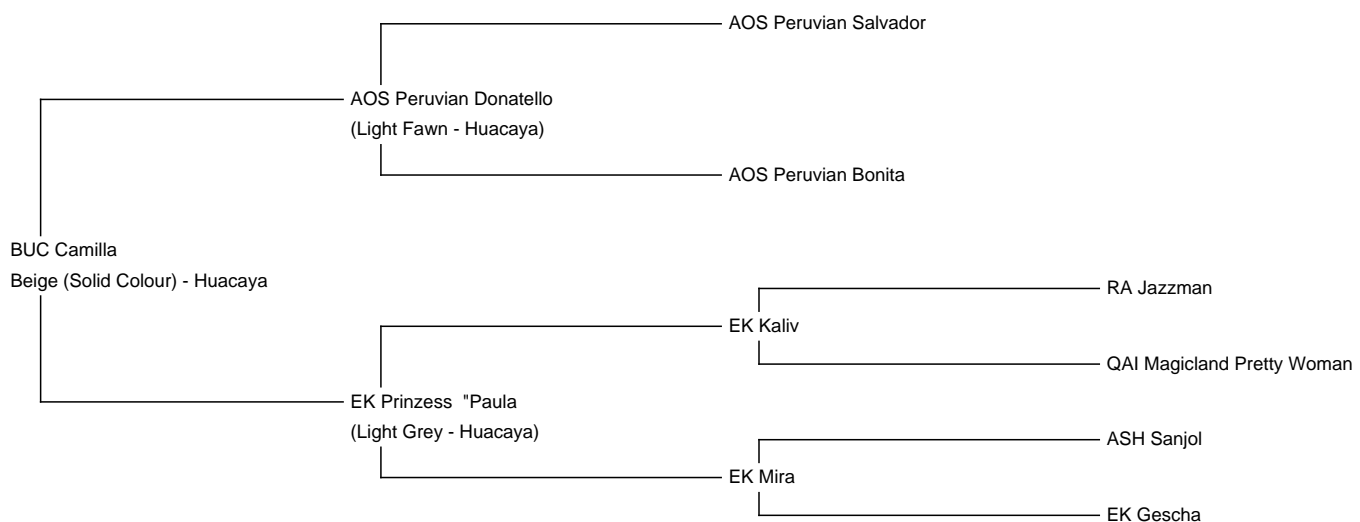 AOS Peruvian Salvador
AOS Peruvian Donatello
(Light Fawn - Huacaya)
AOS Peruvian Bonita
BUC Camilla
Beige (Solid Colour) - Huacaya
RA Jazzman
EK Kaliv
QAI Magicland Pretty Woman
EK Prinzess  "Paula
(Light Grey - Huacaya)
ASH Sanjol
EK Mira
EK Gescha